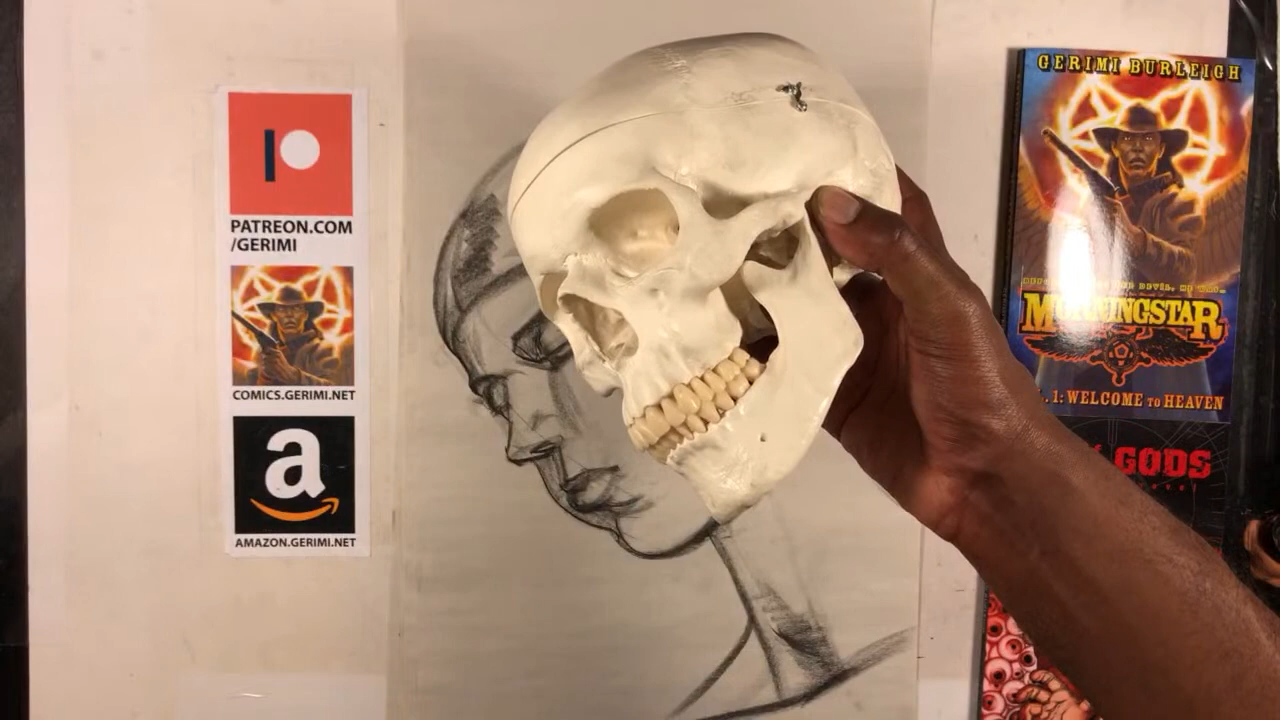 PATREON.COM
/GERIMI
COMICS.GERIMI.NET
a
AMAZON.GERIMI.NET
GERIMI BURLEIGH
MORNINGSTAR
1: WELCOME TO HEAVEN
GODS